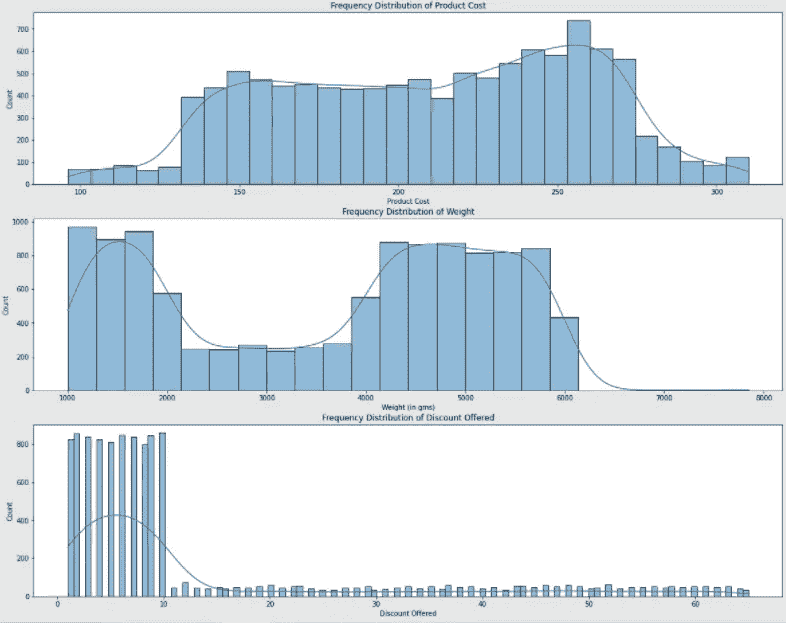 Frequency Distribution of Product Cost
700
600
500
400
300
200
100
0
Count
100 150 200 250 300
Product Cost
Frequency Distribution of Weight
1000
800
600
400
200
0
Count
1000 2000 3000 4000 5000 6000 7000 8000
Weight (in gms)
Frequency Distribution of Discount Offered
800
600
400
200
0
Count
0 10 20 30 40 50 60
Discount Offered